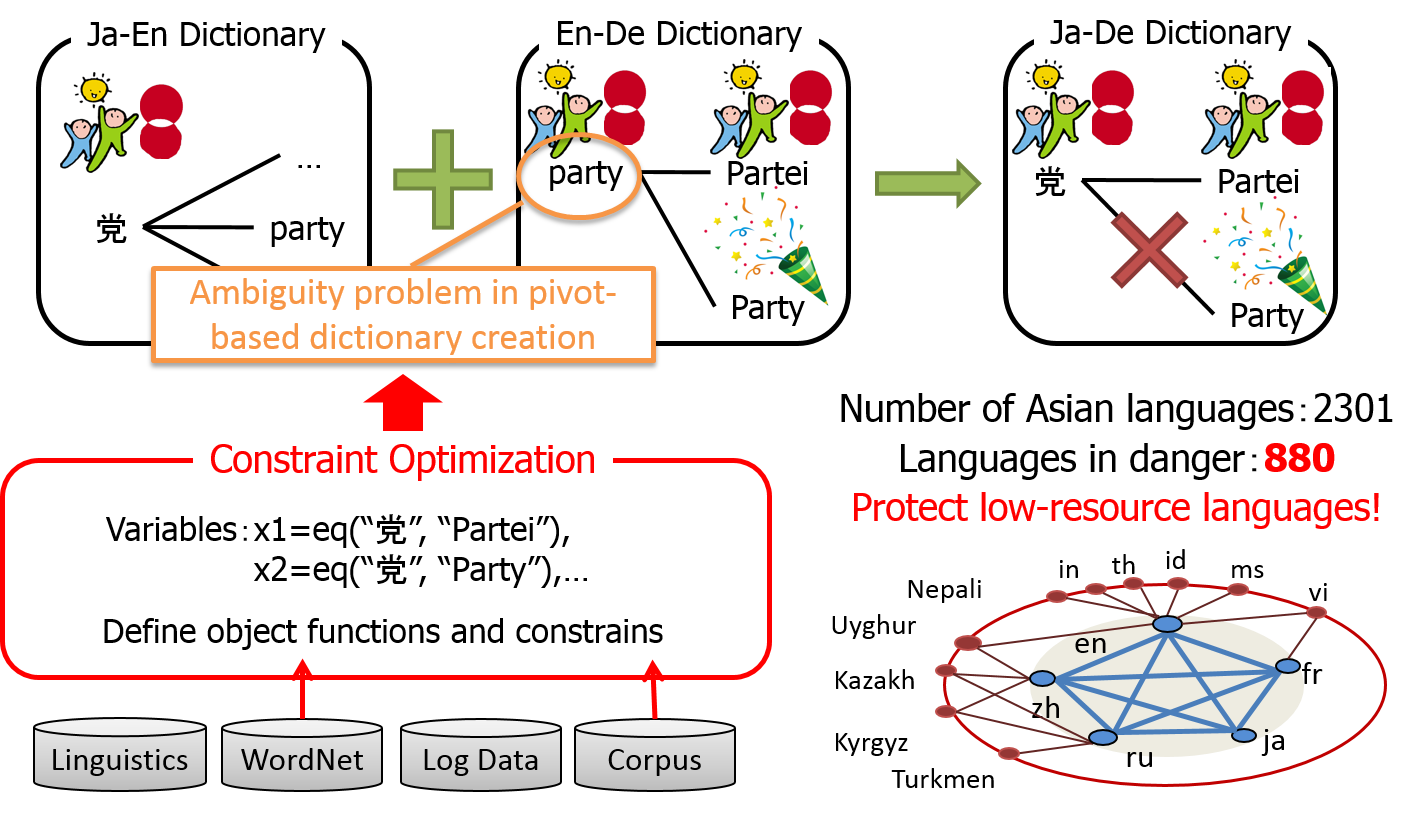 Ja-En Dictionary
En-De Dictionary
Ja-De Dictionary
党
...
party
party
Partei
Party
党
Partei
Party
Ambiguity problem in pivot-
based dictionary creation
Constraint Optimization
Variables：x1=eq(“党”, “Partei”),
x2=eq(“党”, “Party”),…
Define object functions and constrains
Linguistics
WordNet
Log Data
Corpus
Number of Asian languages：2301
Languages in danger：880
Protect low-resource languages!
Nepali
in
th
id
ms
vi
Uyghur
en
Kazakh
fr
zh
Kyrgyz
ru
ja
Turkmen